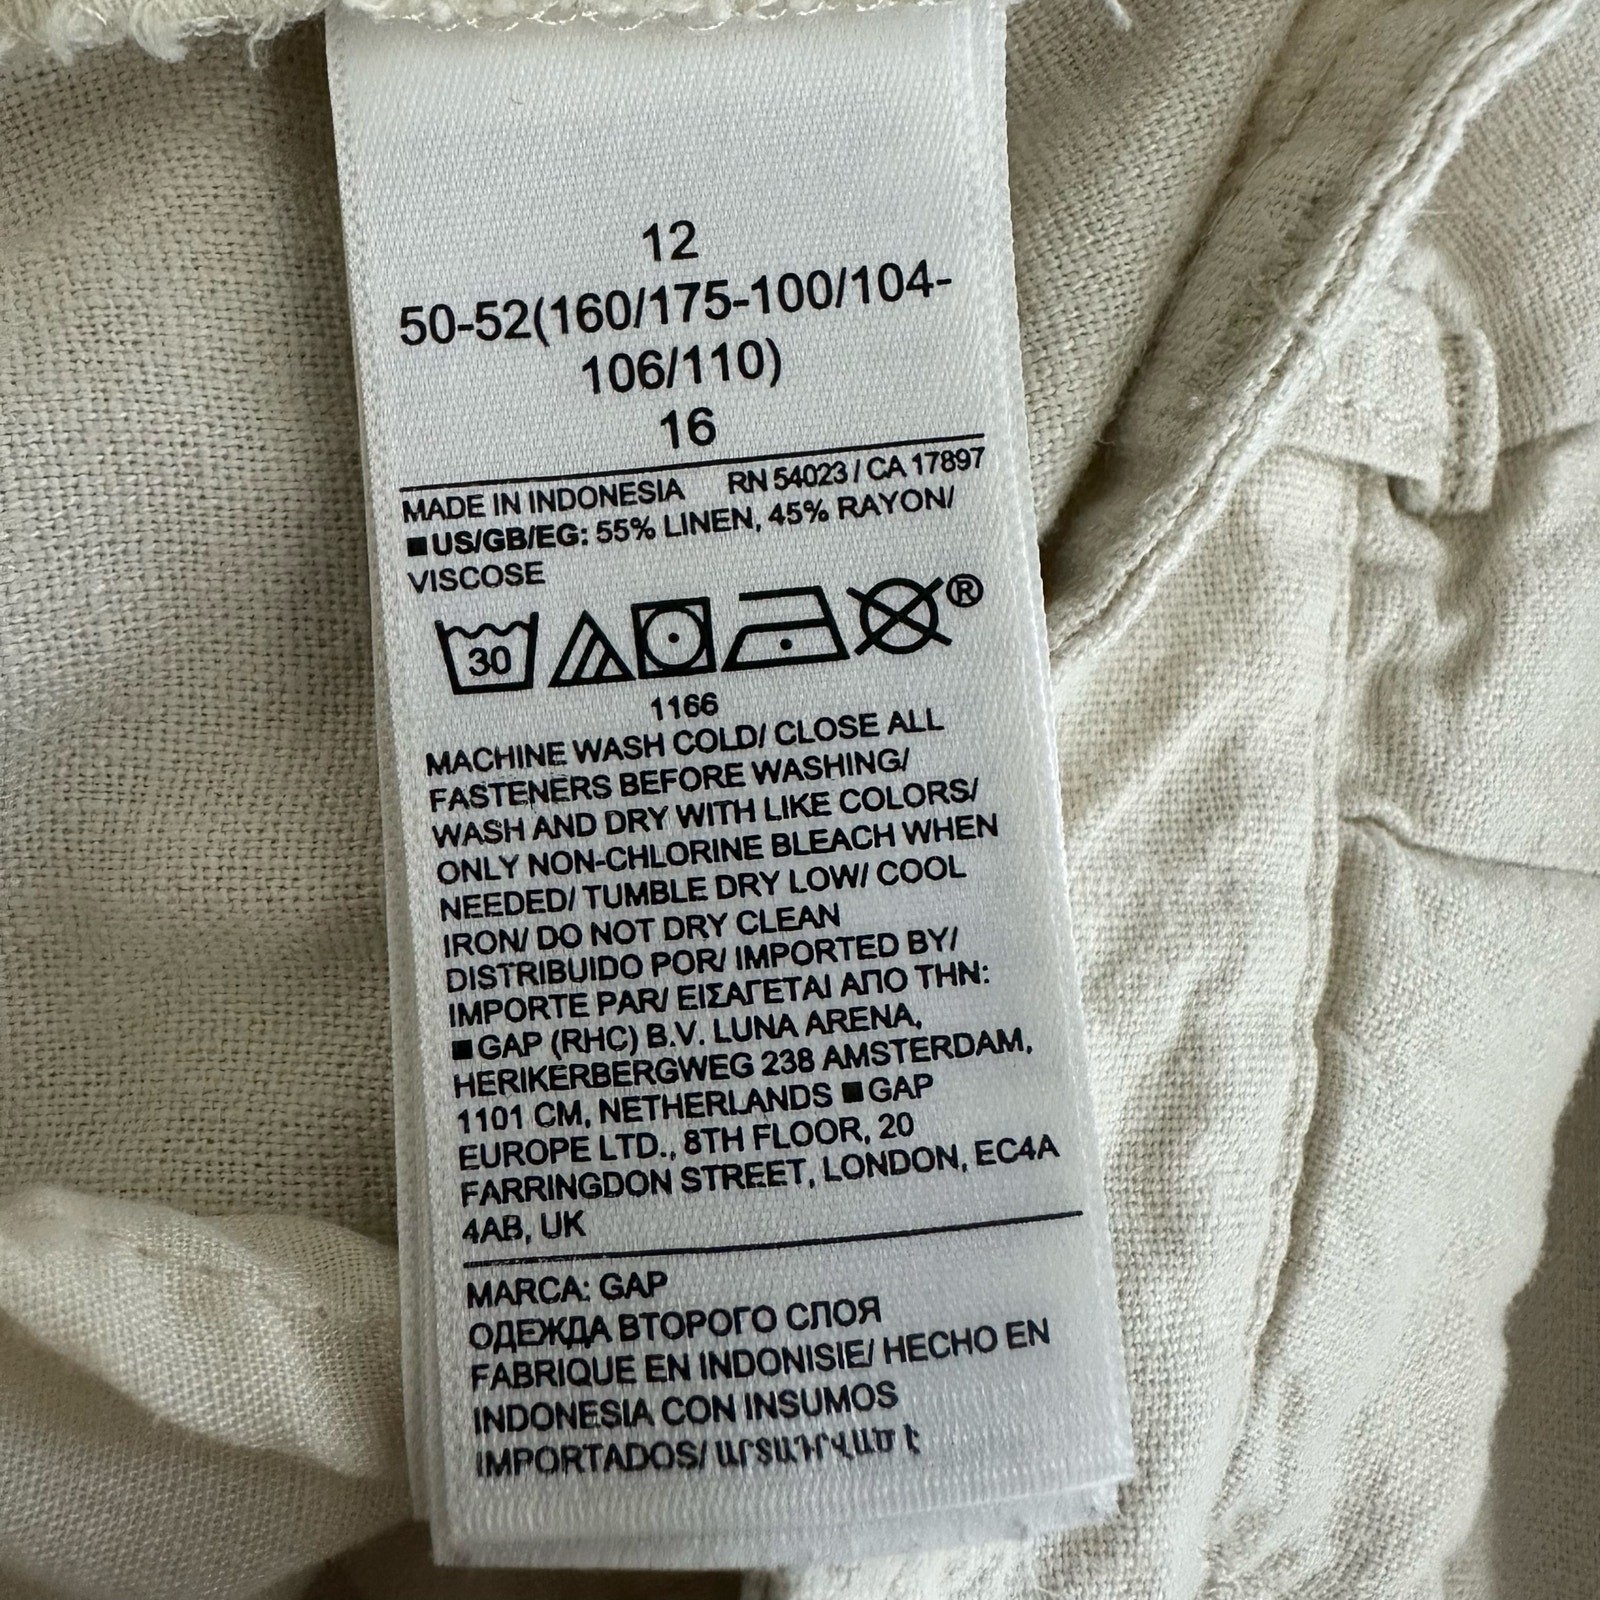 12
50-52(160/175-100/104-
106/110)
16
MADE IN INDONESIA RN 54023 / CA 17897
■US/GB/EG: 55% LINEN, 45% RAYON/
VISCOSE
30
®
1166
MACHINE WASH COLD/ CLOSE ALL
FASTENERS BEFORE WASHING/
WASH AND DRY WITH LIKE COLORS/
ONLY NON-CHLORINE BLEACH WHEN
NEEDED/ TUMBLE DRY LOW/ COOL
IRON/ DO NOT DRY CLEAN
DISTRIBUIDO POR/ IMPORTED BY/
IMPORTE PAR/ ΕΙΣΑΓΕΤΑΙ ΑΠΟ ΤΗΝ:
■GAP (RHC) B.V. LUNA ARENA,
HERIKERBERGWEG 238 AMSTERDAM,
1101 CM, NETHERLANDS ■GAP
EUROPE LTD., 8TH FLOOR, 20
FARRINGDON STREET, LONDON, EC4A
4AB, UK
MARCA: GAP
ОДЕЖДА ВТОРОГО СЛОЯ
FABRIQUE EN INDONISIE/ HECHO EN
INDONESIA CON INSUMOS
IMPORTADOS/ Արտադրված է